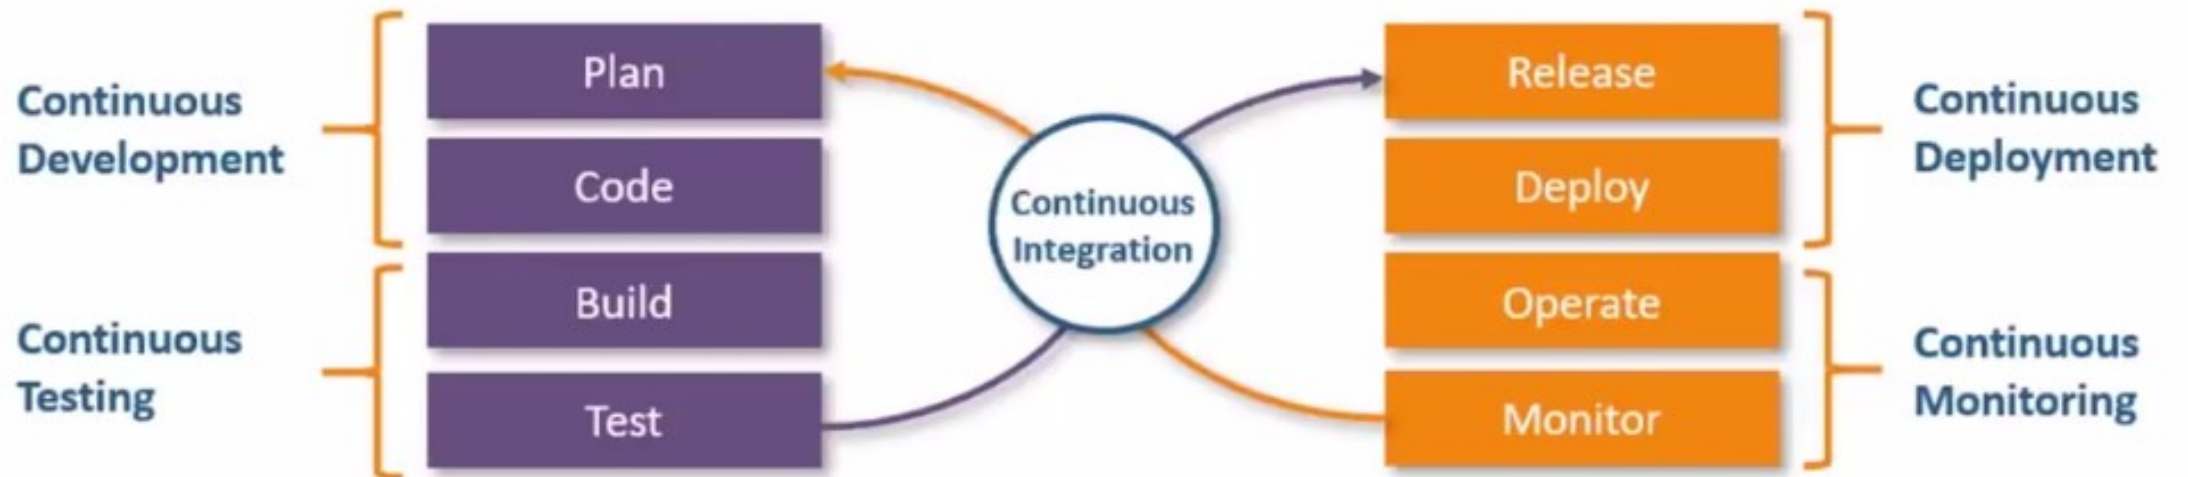 Continuous
Development
Continuous
Testing
Plan
Code
Build
Test
Continuous
Integration
Release
Deploy
Operate
Monitor
Continuous
Deployment
Continuous
Monitoring